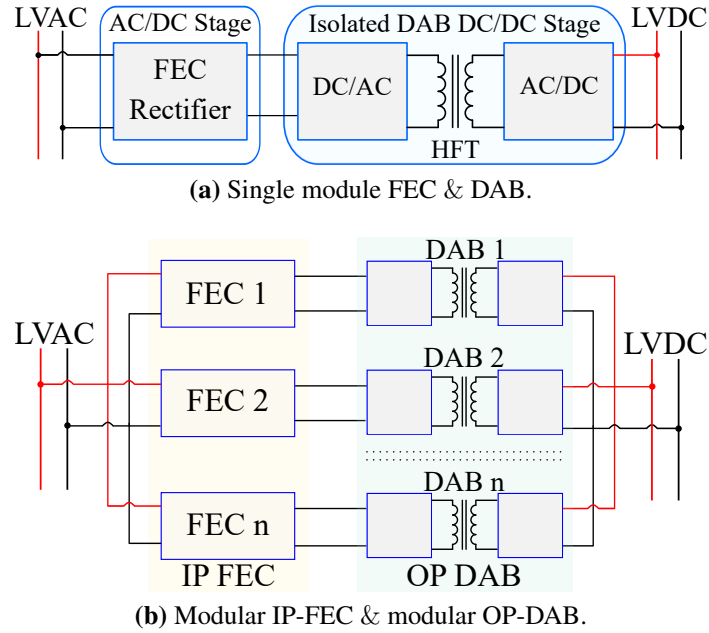 LVAC AC/DC Stage Isolated DAB DC/DC Stage LVDC
FEC
Rectifier
DC/AC
AC/DC
HFT
(a) Single module FEC & DAB.
DAB 1
FEC 1
LVAC
LVDC
DAB 2
FEC 2
DAB n
FEC n
IP FEC
OP DAB
(b) Modular IP-FEC & modular OP-DAB.